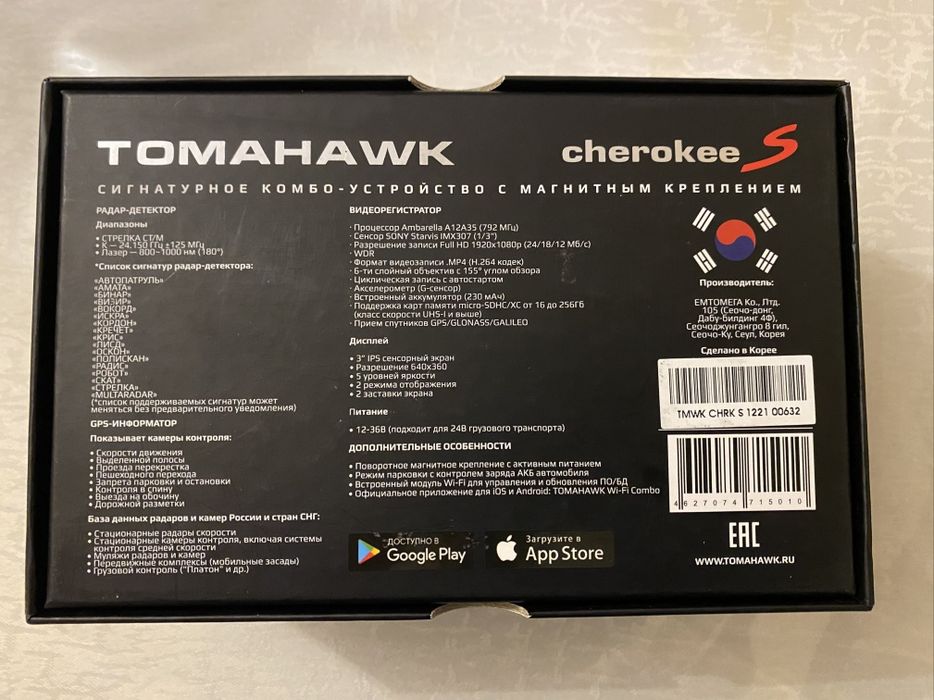 TOMAHAWK
cherokee S
СИГНАТУРНОЕ КОМБО-УСТРОЙСТВО С МАГНИТНЫМ КРЕПЛЕНИЕМ
РАДАР-ДЕТЕКТОР
Диапазоны
• СТРЕЛКА СТ/М
• К — 24.150 ГГц ±125 МГц
• Лазер — 800~1000 нм (180°)
*Список сигнатур радар-детектора:
«АВТОПАТРУЛЬ»
«АМАТА»
«БИНАР»
«ВИЗИР»
«ВОКОРД»
«ИСКРА»
«КОРДОН»
«КРЕЧЕТ»
«КРИС»
«ЛИСД»
«ОСКОН»
«ПОЛИСКАН»
«РАДИС»
«РОБОТ»
«СКАТ»
«СТРЕЛКА»
«MULTARADAR»
(*список поддерживаемых сигнатур может
меняться без предварительного уведомления)
GPS-ИНФОРМАТОР
Показывает камеры контроля:
• Скорости движения
• Выделенной полосы
• Проезда перекрестка
• Пешеходного перехода
• Запрета парковки и остановки
• Контроля в спину
• Выезда на обочину
• Дорожной разметки
База данных радаров и камер России и стран СНГ:
• Стационарные радары скорости
• Стационарные камеры контроля, включая системы
контроля средней скорости
• Муляжи радаров и камер
• Передвижные комплексы (мобильные засады)
• Грузовой контроль ("Платон" и др.)
ВИДЕОРЕГИСТРАТОР
· Процессор Ambarella A12A35 (792 МГц)
· Сенсор SONY Starvis IMX307 (1/3")
· Разрешение записи Full HD 1920x1080p (24/18/12 Мб/с)
· WDR
· Формат видеозаписи .MP4 (H.264 кодек)
· 6-ти слойный объектив с 155° углом обзора
· Циклическая запись с автостартом
· Акселерометр (G-сенсор)
· Встроенный аккумулятор (230 мАч)
· Поддержка карт памяти micro-SDHC/XC от 16 до 256Гб
(класс скорости UHS-I и выше)
· Прием спутников GPS/GLONASS/GALILEO
Дисплей
• 3" IPS сенсорный экран
• Разрешение 640х360
• 5 уровней яркости
• 2 режима отображения
• 2 заставки экрана
Питание
• 12-36В (подходит для 24В грузового транспорта)
ДОПОЛНИТЕЛЬНЫЕ ОСОБЕННОСТИ
• Поворотное магнитное крепление с активным питанием
• Режим парковки с контролем заряда АКБ автомобиля
• Встроенный модуль Wi-Fi для управления и обновления ПО/БД
• Официальное приложение для iOS и Android: TOMAHAWK Wi-Fi Combo
ДОСТУПНО В
Google Play
Загрузите в
App Store
Производитель:
ЕМТОМЕГА Ко., Лтд.
105 (Сеочо-донг,
Дабу-билдинг 4Ф),
Сеочоджунгангро 8 гил,
Сеочо-Ку, Сеул, Корея
Сделано в Корее
TMWK CHRK S 1221 00632
4 627074 715010
EAC
WWW.TOMAHAWK.RU